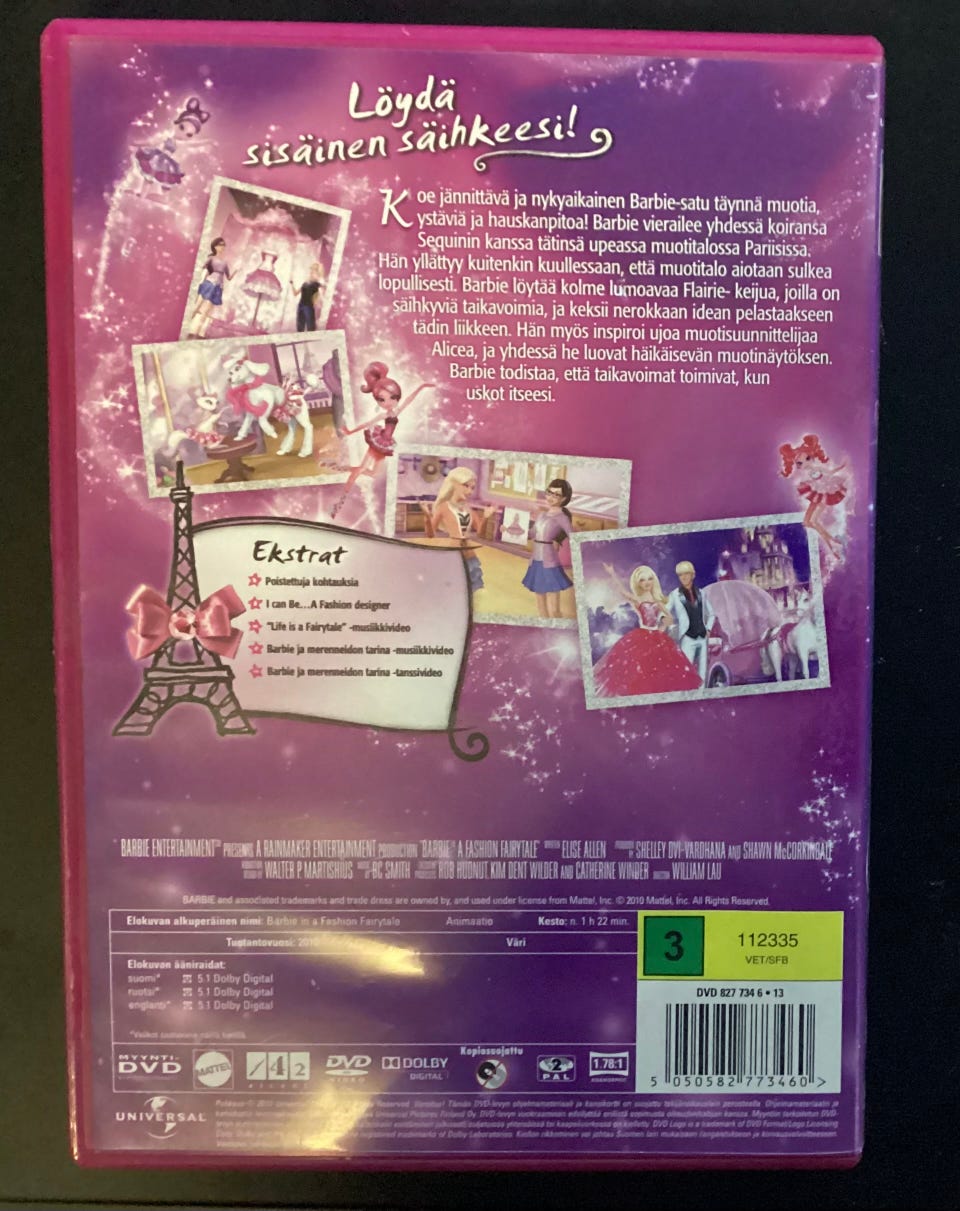 Löydä
sisäinen säihkeesi!
Koe jännittävä ja nykyaikainen Barbie-satu täynnä muotia,
ystäviä ja hauskanpitoa! Barbie vierailee yhdessä koiransa
Sequinin kanssa tätinsä upeassa muotitalossa Pariisissa.
Hän yllättyy kuitenkin kuullessaan, että muotitalo aiotaan sulkea
lopullisesti. Barbie löytää kolme lumoavaa Flairie- keijua, joilla on
säihkyviä taikavoimia, ja keksii nerokkaan idean pelastaakseen
tädin liikkeen. Hän myös inspiroi ujoa muotisuunnittelijaa
Alicea, ja yhdessä he luovat häikäisevän muotinäytöksen.
Barbie todistaa, että taikavoimat toimivat, kun
uskot itseesi.
Ekstrat
Poistettuja kohtauksia
I can Be...A Fashion designer
"Life is a Fairytale" -musiikkivideo
Barbie ja merenneidon tarina -musiikkivideo
Barbie ja merenneidon tarina -tanssivideo
BARBIE ENTERTAINMENT PRESENTS A RAINMAKER ENTERTAINMENT PRODUCTION "BARBIE A FASHION FAIRYTALE" ELISE ALLEN SHELLEY DVI-VARDHANA AND SHAWN McCORKINDALE
WALTER P MARTISHIUS BC SMITH ROB HUDNUT, KIM DENT WILDER AND CATHERINE WINDER WILLIAM LAU
BARBIE and associated trademarks and trade dress are owned by, and used under license from Mattel, Inc. © 2010 Mattel, Inc. All Rights Reserved.
Elokuvan alkuperäinen nimi: Barbie in a Fashion Fairytale Animaatio Kesto: n. 1 h 22 min.
Tuotantovuosi: 2010 Väri
Elokuvan ääniraidat:
suomi* 5.1 Dolby Digital
ruotsi* 5.1 Dolby Digital
englanti* 5.1 Dolby Digital
3
112335
VET/SFB
DVD 827 734 6 • 13
5 050582 773460 >
MYYNTI-
DVD
MATTEL
DVD
VIDEO
DOLBY
DIGITAL
Kopiosuojattu
2
PAL
1.78:1
UNIVERSAL